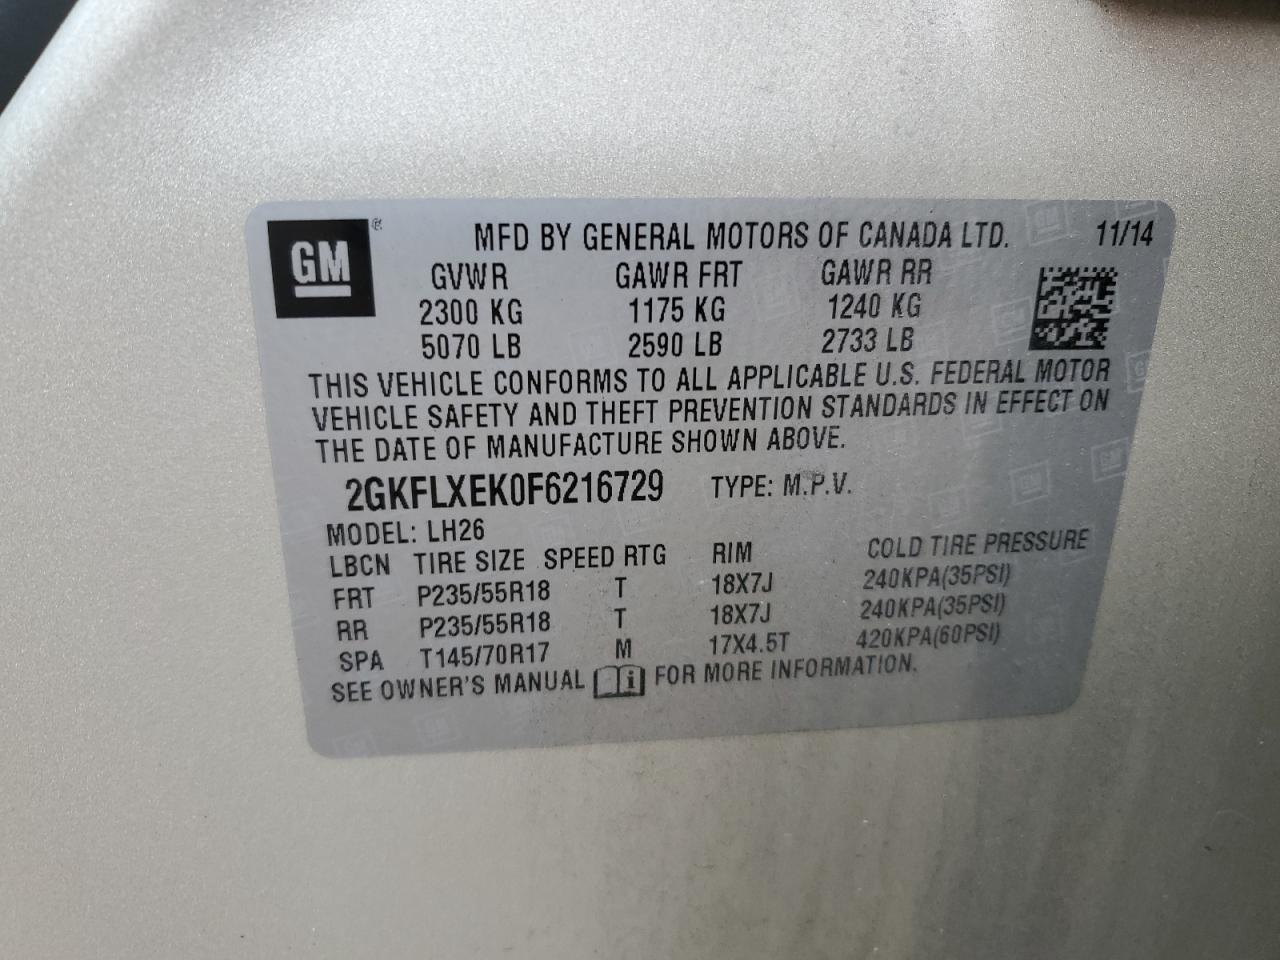 GM ®
MFD BY GENERAL MOTORS OF CANADA LTD. 11/14
GVWR GAWR FRT GAWR RR
2300 KG 1175 KG 1240 KG
5070 LB 2590 LB 2733 LB
THIS VEHICLE CONFORMS TO ALL APPLICABLE U.S. FEDERAL MOTOR
VEHICLE SAFETY AND THEFT PREVENTION STANDARDS IN EFFECT ON
THE DATE OF MANUFACTURE SHOWN ABOVE.
2GKFLXEK0F6216729 TYPE: M.P.V.
MODEL: LH26
LBCN TIRE SIZE SPEED RTG RIM COLD TIRE PRESSURE
FRT P235/55R18 T 18X7J 240KPA(35PSI)
RR P235/55R18 T 18X7J 240KPA(35PSI)
SPA T145/70R17 M 17X4.5T 420KPA(60PSI)
SEE OWNER'S MANUAL i FOR MORE INFORMATION.